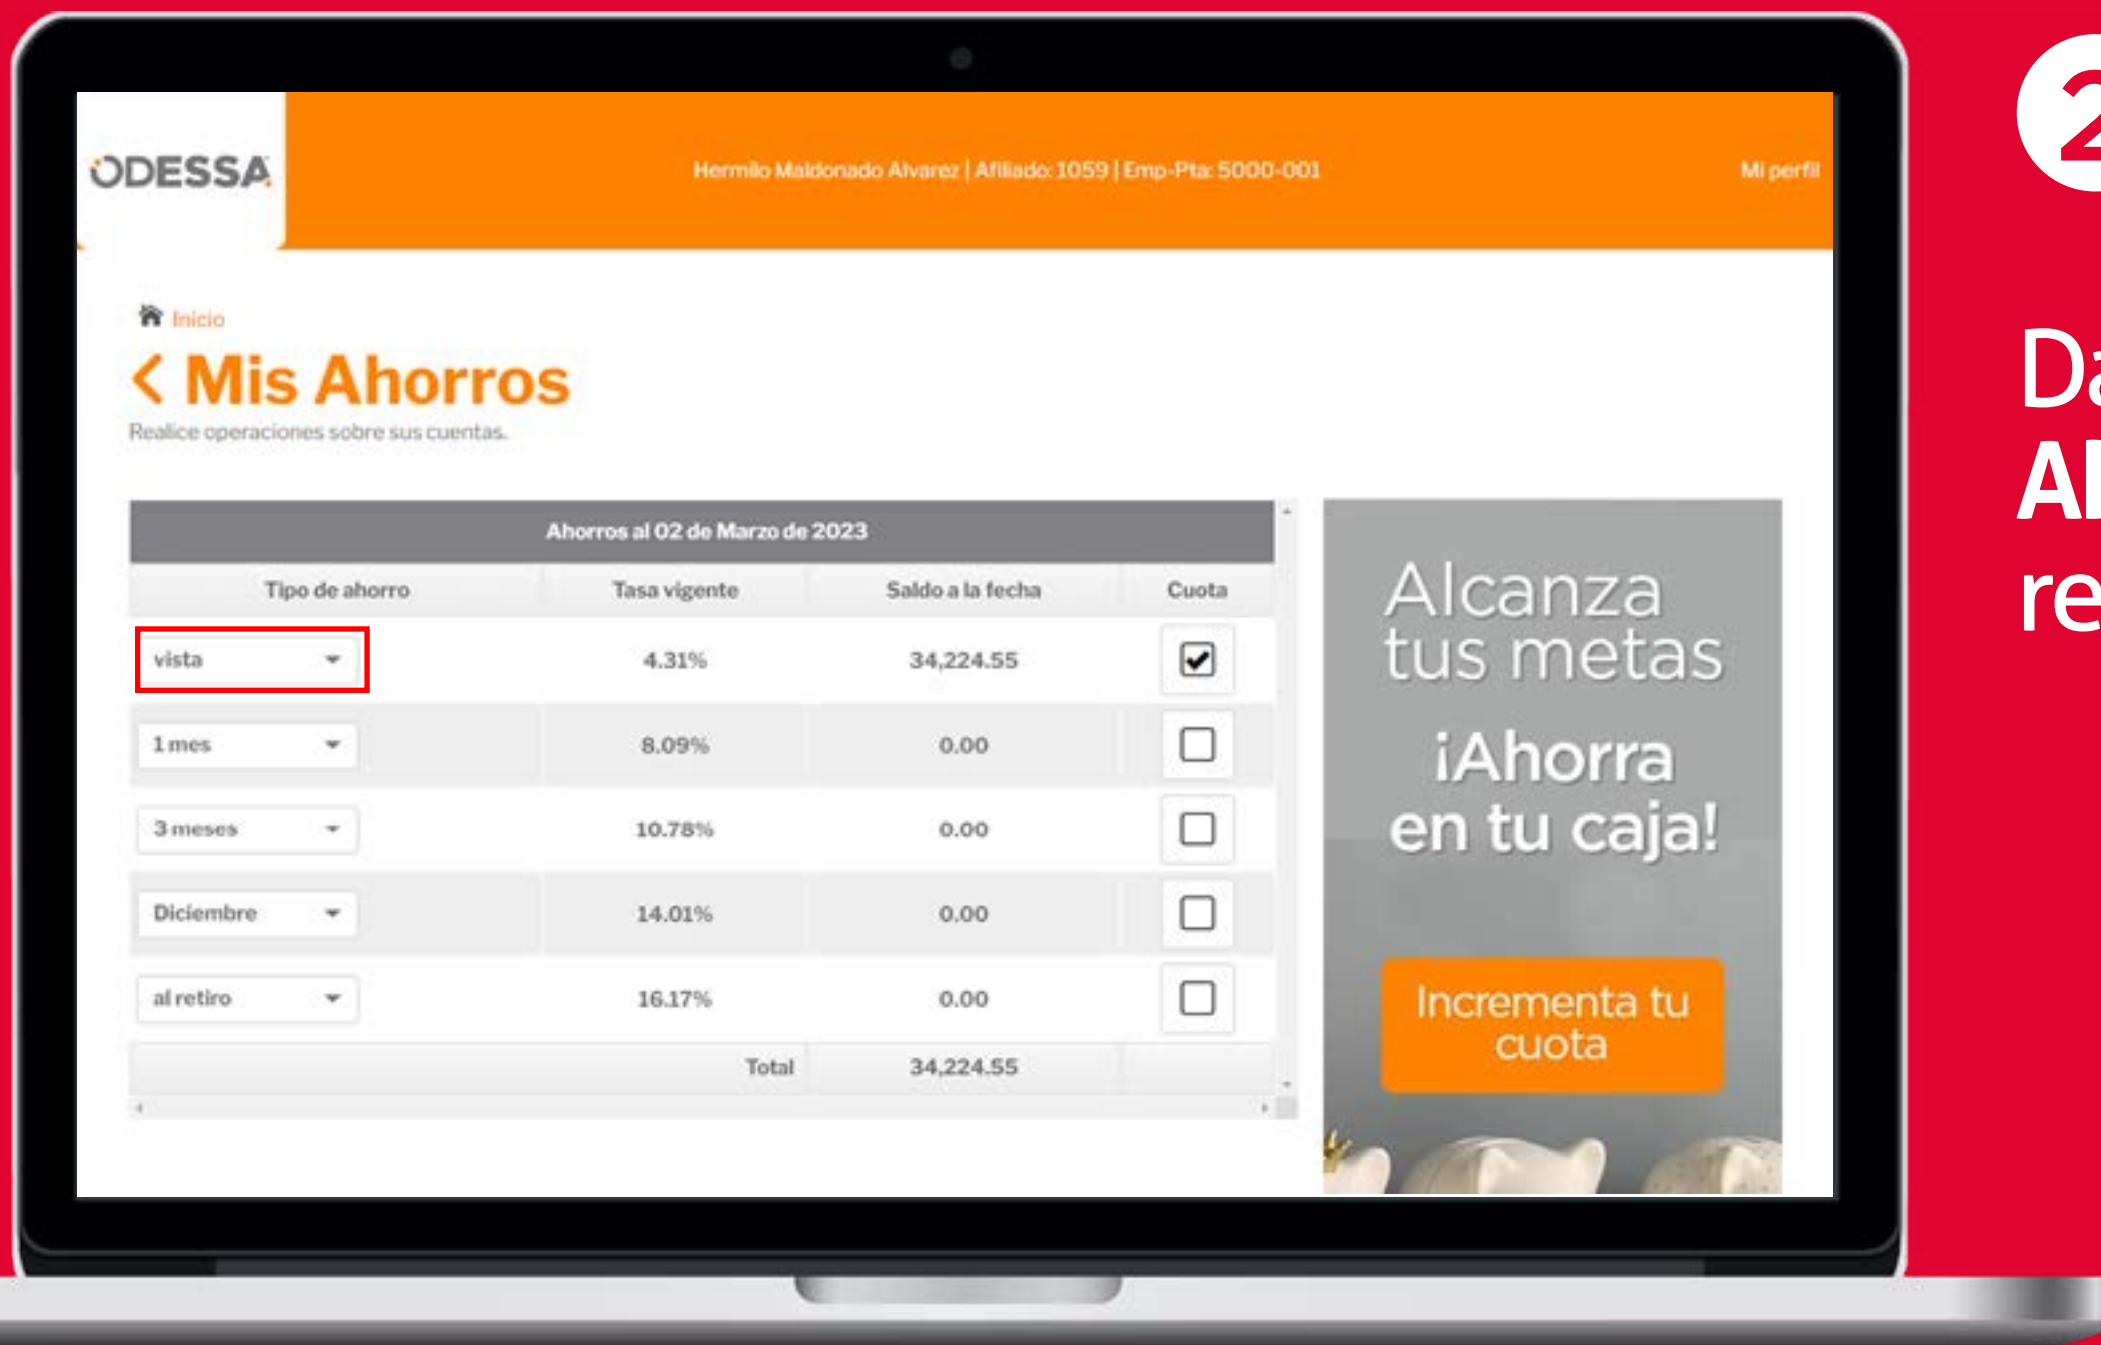 ODESSA
Hermilo Maldonado Alvarez | Afiliado: 1059 | Emp-Pta: 5000-001
Mi perfil
Inicio
< Mis Ahorros
Realice operaciones sobre sus cuentas.
Ahorros al 02 de Marzo de 2023
Tipo de ahorro Tasa vigente Saldo a la fecha Cuota
vista 4.31% 34,224.55
1 mes 8.09% 0.00
3 meses 10.78% 0.00
Diciembre 14.01% 0.00
al retiro 16.17% 0.00
Total 34,224.55
Alcanza
tus metas
¡Ahorra
en tu caja!
Incrementa tu
cuota
2
Da
re